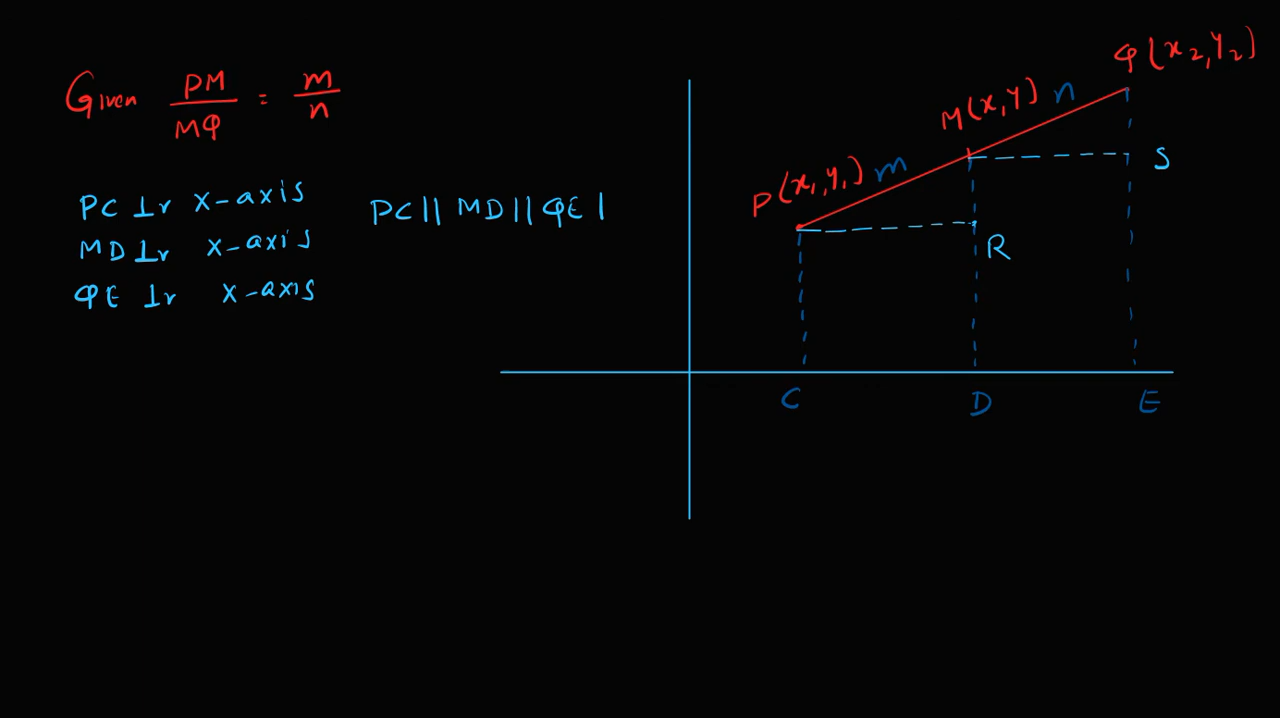 Given PM/MQ = m/n
PC ⊥r x-axis
MD ⊥r x-axis
QE ⊥r x-axis
PC || MD || QE |
Q(x₂,y₂)
n
M(x,y)
m
P(x₁,y₁)
S
R
C D E